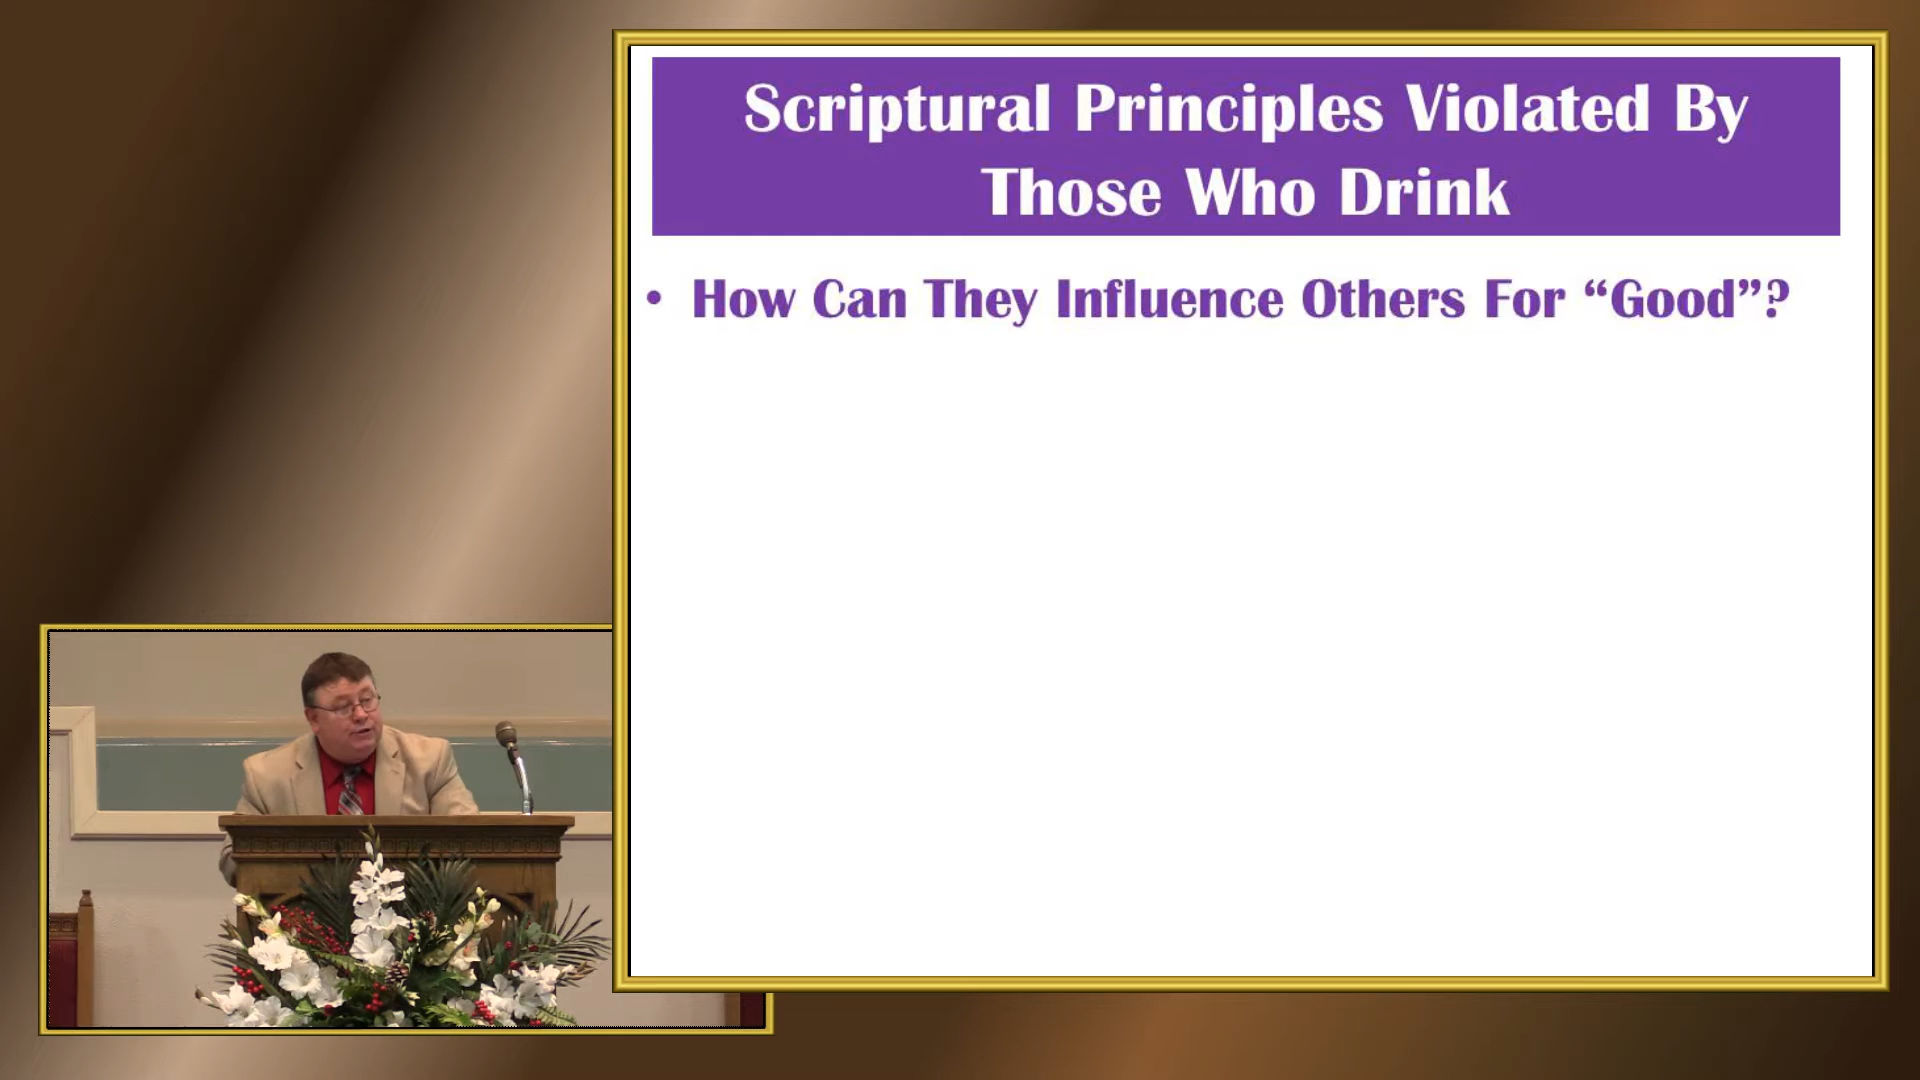 Scriptural Principles Violated By
Those Who Drink
• How Can They Influence Others For “Good”?